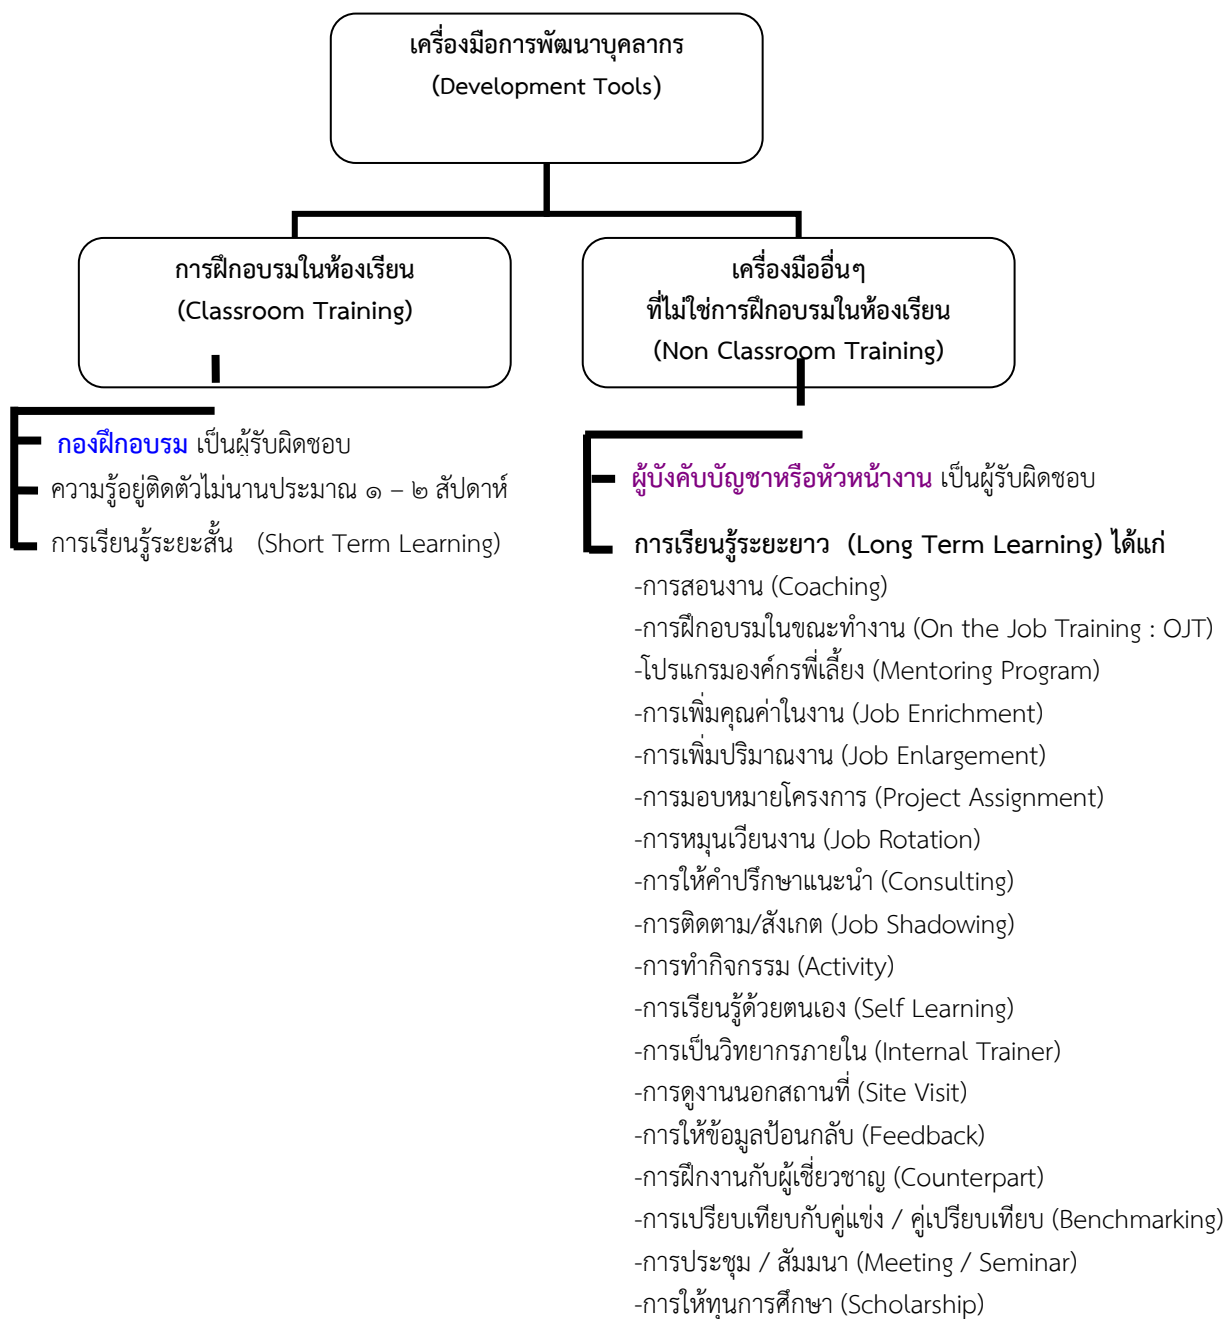 เครื่องมือการพัฒนาบุคลากร
(Development Tools)
การฝึกอบรมในห้องเรียน
(Classroom Training)
เครื่องมืออื่นๆ
ที่ไม่ใช่การฝึกอบรมในห้องเรียน
(Non Classroom Training)
กองฝึกอบรม เป็นผู้รับผิดชอบ
ความรู้อยู่ติดตัวไม่นานประมาณ ๑ – ๒ สัปดาห์
การเรียนรู้ระยะสั้น (Short Term Learning)
ผู้บังคับบัญชาหรือหัวหน้างาน เป็นผู้รับผิดชอบ
การเรียนรู้ระยะยาว (Long Term Learning) ได้แก่
-การสอนงาน (Coaching)
-การฝึกอบรมในขณะทำงาน (On the Job Training : OJT)
-โปรแกรมองค์กรพี่เลี้ยง (Mentoring Program)
-การเพิ่มคุณค่าในงาน (Job Enrichment)
-การเพิ่มปริมาณงาน (Job Enlargement)
-การมอบหมายโครงการ (Project Assignment)
-การหมุนเวียนงาน (Job Rotation)
-การให้คำปรึกษาแนะนำ (Consulting)
-การติดตาม/สังเกต (Job Shadowing)
-การทำกิจกรรม (Activity)
-การเรียนรู้ด้วยตนเอง (Self Learning)
-การเป็นวิทยากรภายใน (Internal Trainer)
-การดูงานนอกสถานที่ (Site Visit)
-การให้ข้อมูลป้อนกลับ (Feedback)
-การฝึกงานกับผู้เชี่ยวชาญ (Counterpart)
-การเปรียบเทียบกับคู่แข่ง / คู่เปรียบเทียบ (Benchmarking)
-การประชุม / สัมมนา (Meeting / Seminar)
-การให้ทุนการศึกษา (Scholarship)